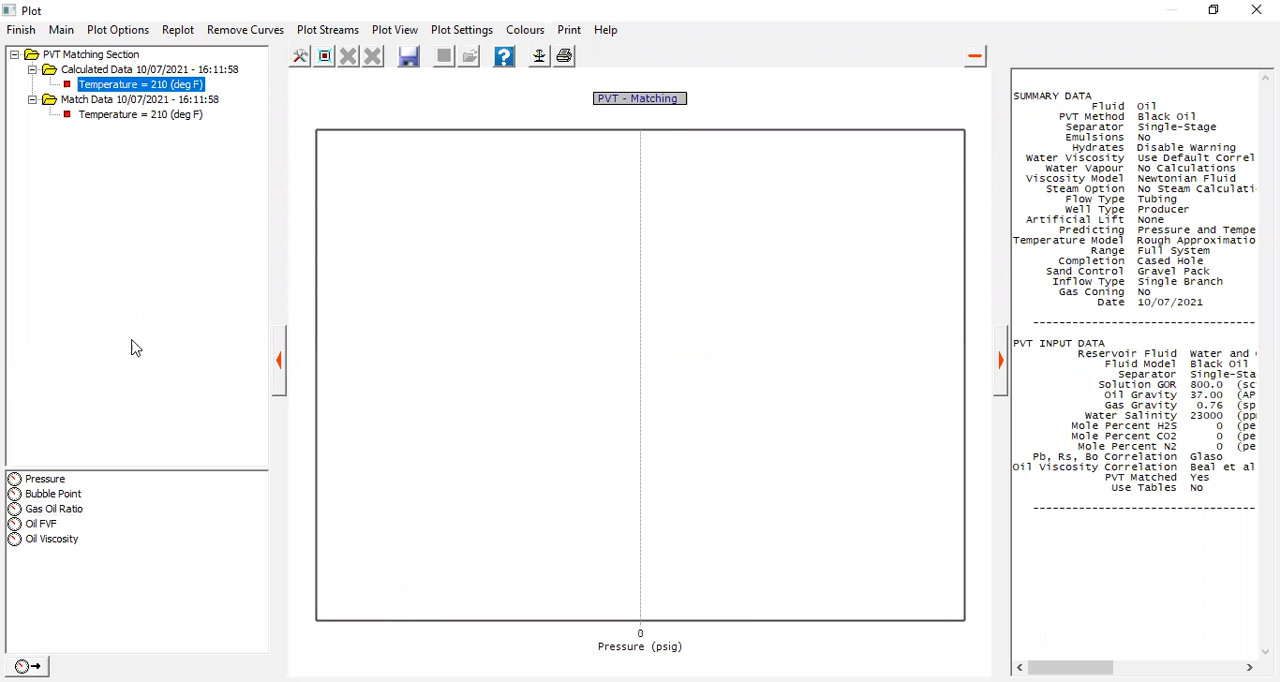 Plot
Finish Main Plot Options Replot Remove Curves Plot Streams Plot View Plot Settings Colours Print Help
PVT Matching Section
Calculated Data 10/07/2021 - 16:11:58
Temperature = 210 (deg F)
Match Data 10/07/2021 - 16:11:58
Temperature = 210 (deg F)
Pressure
Bubble Point
Gas Oil Ratio
Oil FVF
Oil Viscosity
PVT - Matching
0
Pressure (psig)
SUMMARY DATA
Fluid Oil
PVT Method Black Oil
Separator Single-Stage
Emulsions No
Hydrates Disable Warning
Water Viscosity Use Default Correl
Water Vapour No Calculations
Viscosity Model Newtonian Fluid
Steam Option No Steam Calculati
Flow Type Tubing
Well Type Producer
Artificial Lift None
Predicting Pressure and Tempe
Temperature Model Rough Approximatio
Range Full System
Completion Cased Hole
Sand Control Gravel Pack
Inflow Type Single Branch
Gas Coning No
Date 10/07/2021
PVT INPUT DATA
Reservoir Fluid Water and
Fluid Model Black Oil
Separator Single-Sta
Solution GOR 800.0 (sc
Oil Gravity 37.00 (AP
Gas Gravity 0.76 (sp
Water Salinity 23000 (pp
Mole Percent H2S 0 (pe
Mole Percent CO2 0 (pe
Mole Percent N2 0 (pe
Pb, Rs, Bo Correlation Glaso
Oil Viscosity Correlation Beal et al
PVT Matched Yes
Use Tables No